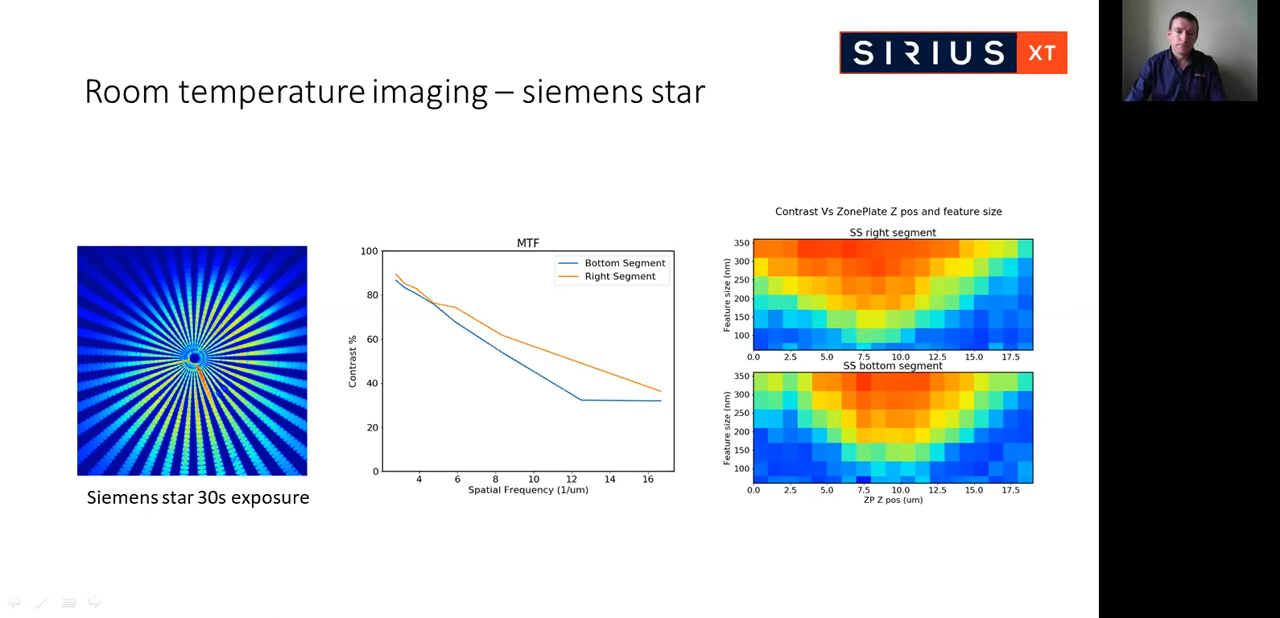 SIRIUS XT
Room temperature imaging – siemens star
Siemens star 30s exposure
MTF
Bottom Segment
Right Segment
Contrast %
100
80
60
40
20
0
4 6 8 10 12 14 16
Spatial Frequency (1/um)
Contrast Vs ZonePlate Z pos and feature size
SS right segment
Feature size (nm)
350
300
250
200
150
100
0.0 2.5 5.0 7.5 10.0 12.5 15.0 17.5
SS bottom segment
Feature size (nm)
350
300
250
200
150
100
0.0 2.5 5.0 7.5 10.0 12.5 15.0 17.5
ZP Z pos (um)